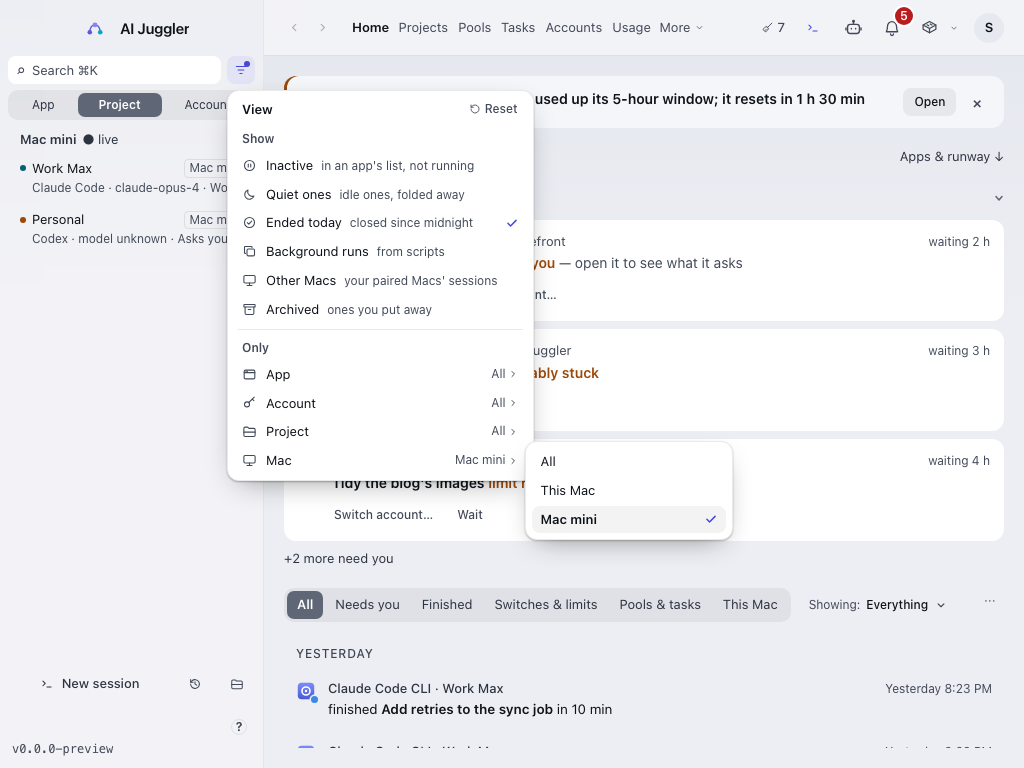 AI Juggler
Search ⌘K
App Project Accoun
Mac mini live
Work Max Mac m
Claude Code · claude-opus-4 · Wo
Personal Mac m
Codex · model unknown · Asks you
New session
?
v0.0.0-preview
Home Projects Pools Tasks Accounts Usage More
7
5
S
used up its 5-hour window; it resets in 1 h 30 min
Open ×
Apps & runway ↓
View Reset
Show
Inactive in an app's list, not running
Quiet ones idle ones, folded away
Ended today closed since midnight
Background runs from scripts
Other Macs your paired Macs' sessions
Archived ones you put away
Only
App All ›
Account All ›
Project All ›
Mac Mac mini ›
All
This Mac
Mac mini
efront waiting 2 h
you — open it to see what it asks
nt…
uggler waiting 3 h
ably stuck
waiting 4 h
Tidy the blog's images limit
Switch account… Wait
+2 more need you
All Needs you Finished Switches & limits Pools & tasks This Mac Showing: Everything …
YESTERDAY
Claude Code CLI · Work Max Yesterday 8:23 PM
finished Add retries to the sync job in 10 min